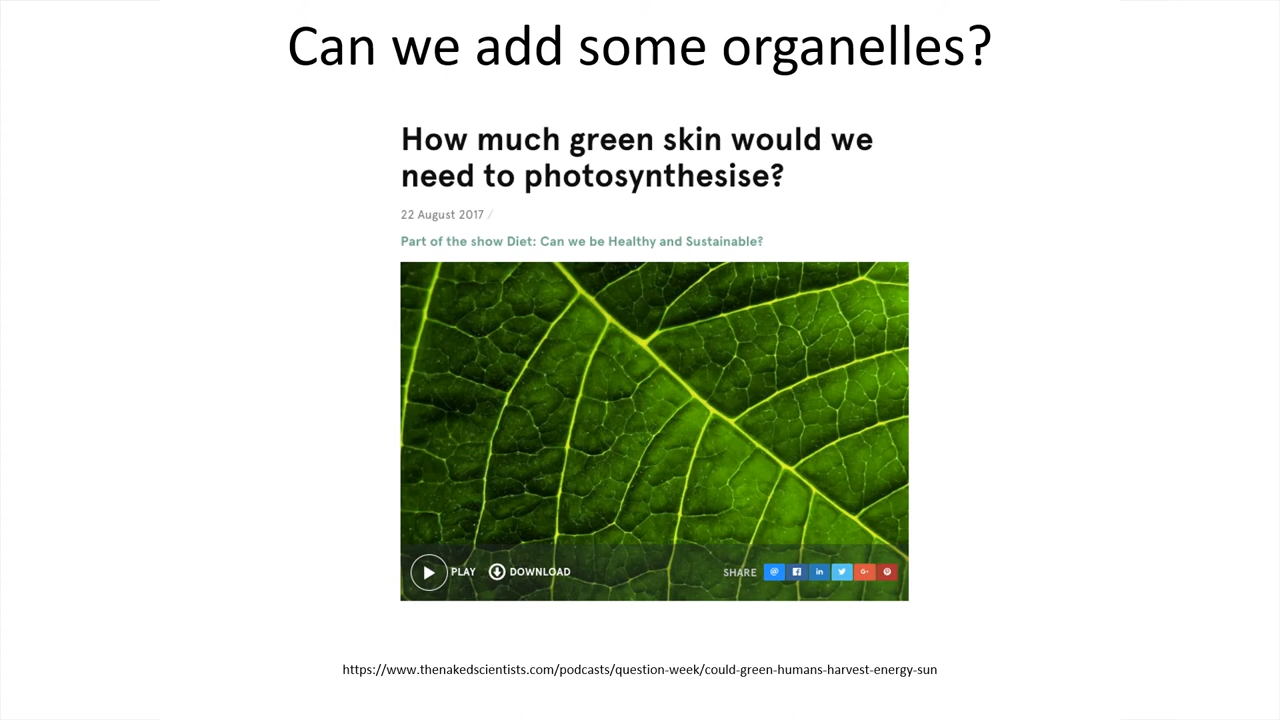 Can we add some organelles?
How much green skin would we
need to photosynthesise?
22 August 2017 /
Part of the show Diet: Can we be Healthy and Sustainable?
PLAY DOWNLOAD SHARE
https://www.thenakedscientists.com/podcasts/question-week/could-green-humans-harvest-energy-sun